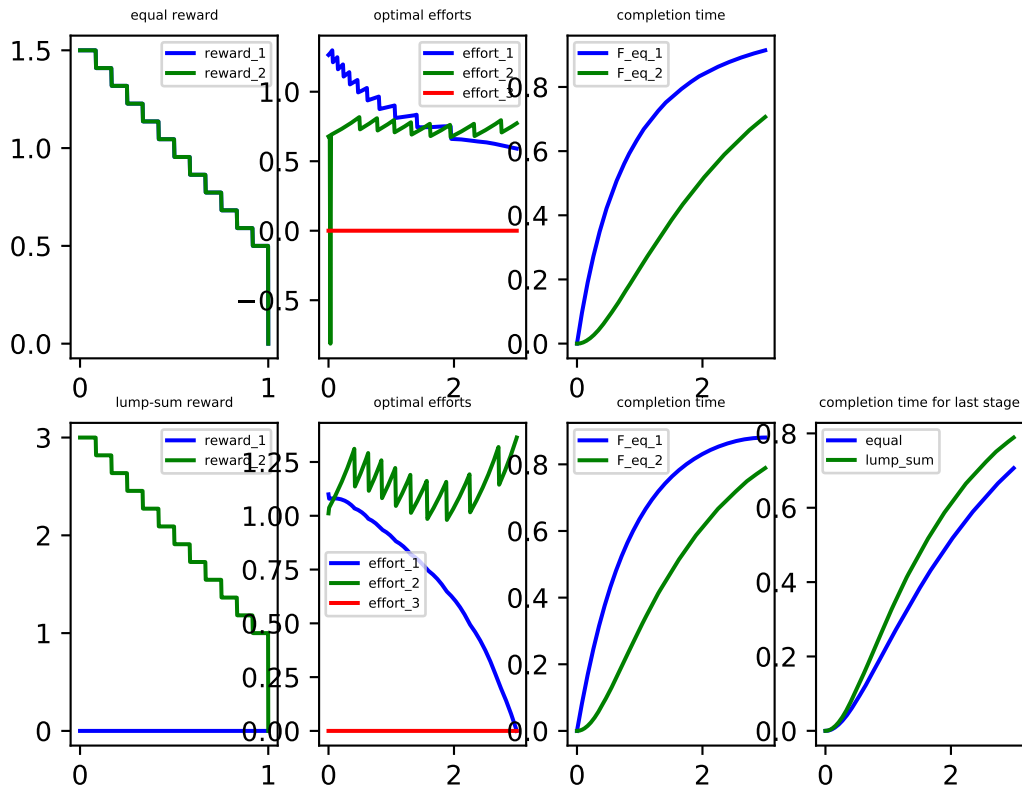 equal reward
optimal efforts
completion time
reward_1
reward_2
effort_1
effort_2
effort_3
F_eq_1
F_eq_2
1.5
1.0
0.5
0.0
0
1
1.0
0.5
0.0
−0.5
0
2
0.8
0.6
0.4
0.2
0.0
0
2
lump-sum reward
optimal efforts
completion time
completion time for last stage
reward_1
reward_2
effort_1
effort_2
effort_3
F_eq_1
F_eq_2
equal
lump_sum
3
2
1
0
0
1
1.25
1.00
0.75
0.50
0.25
0.00
0
2
0.8
0.6
0.4
0.2
0.0
0
2
0.8
0.6
0.4
0.2
0.0
0
2